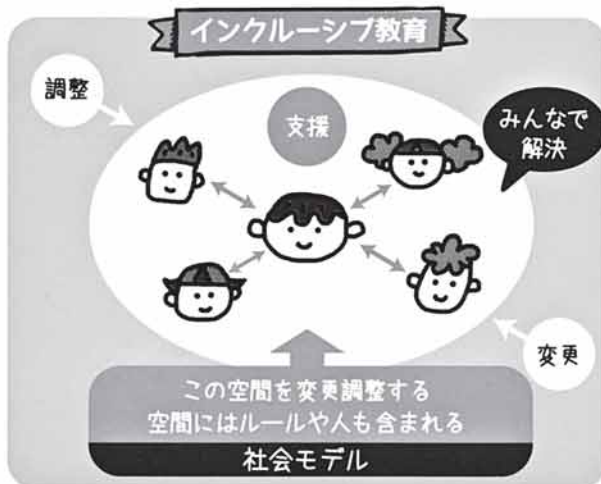 インクルーシブ教育
調整
支援
みんなで
解決
変更
この空間を変更調整する
空間にはルールや人も含まれる
社会モデル